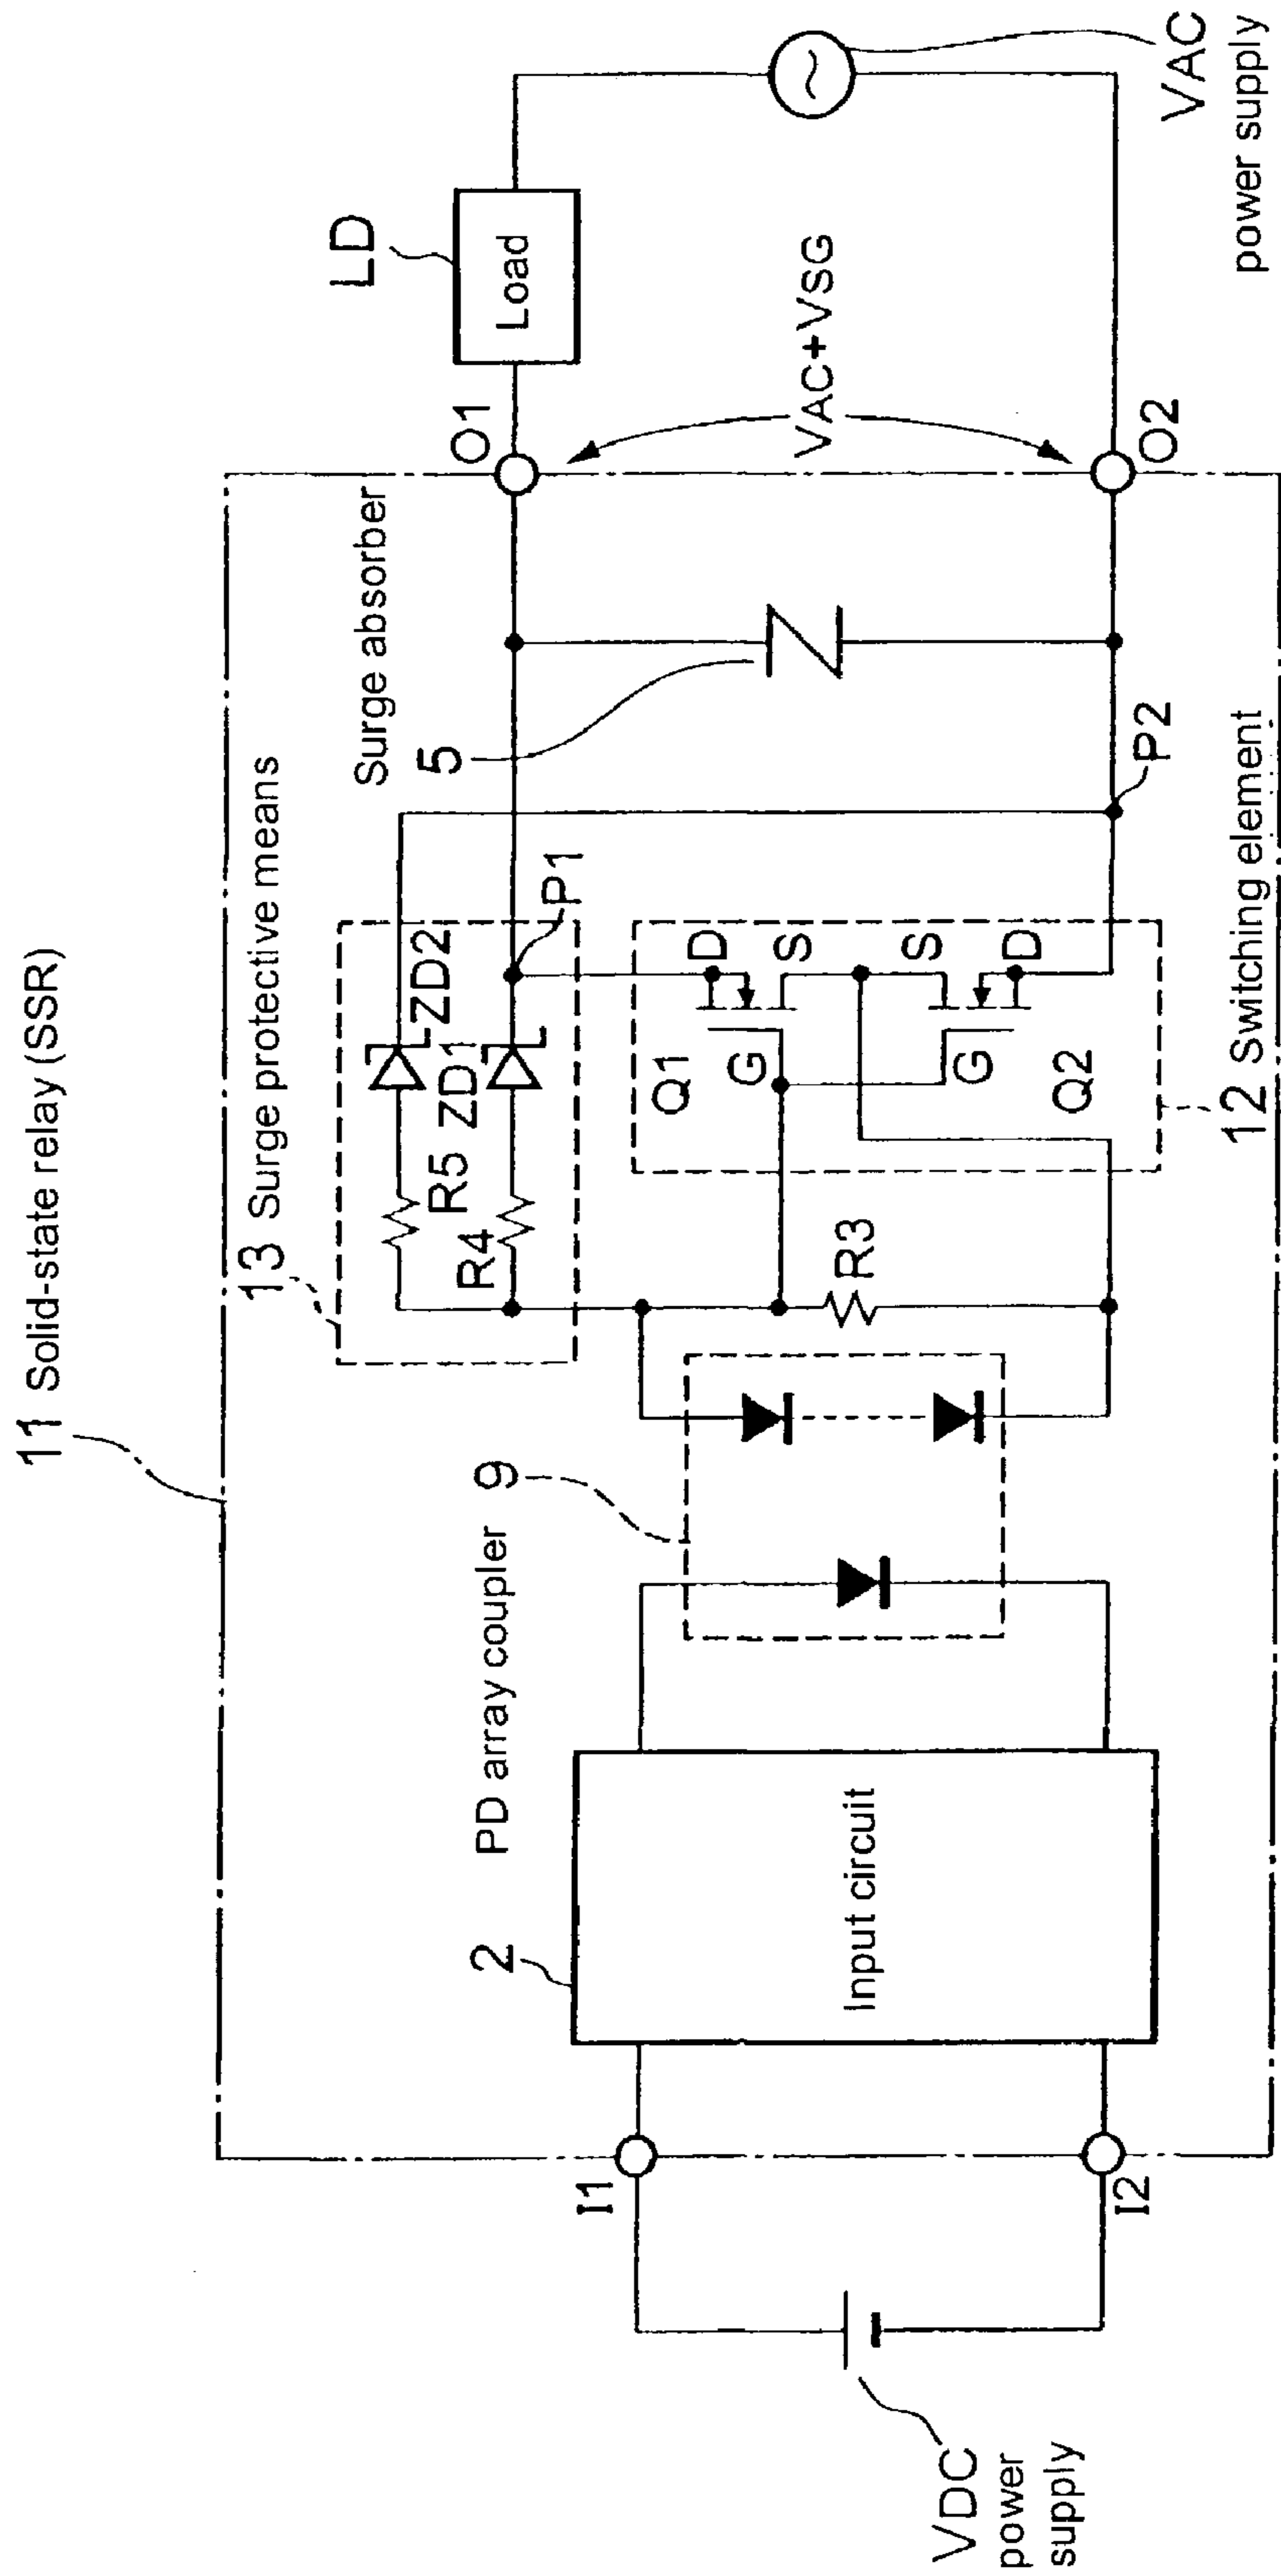 11 Solid-state relay (SSR)
13 Surge protective means
Surge absorber
5
LD
Load
O1
VAC+VSG
O2
VAC
power supply
PD array coupler 9
2
Input circuit
I1
I2
VDC
power
supply
R5
ZD2
R4
ZD1
P1
P2
R3
Q1
D
G
S
S
G
D
Q2
12 Switching element